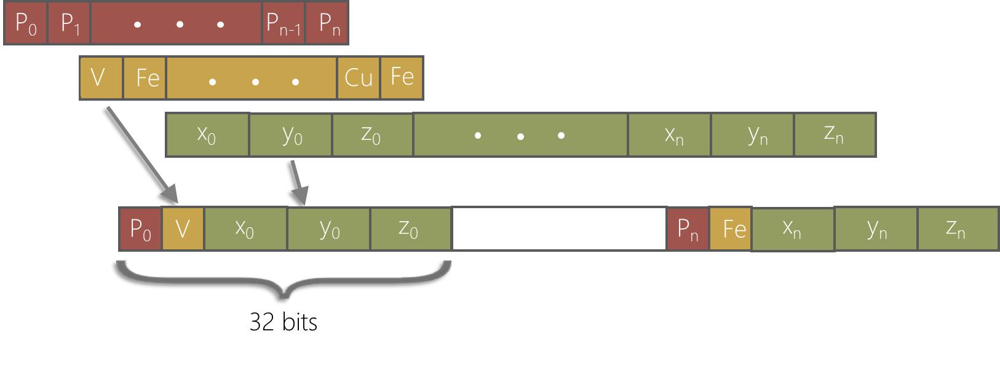 P₀ P₁ • • • Pₙ₋₁ Pₙ
V Fe • • • Cu Fe
x₀ y₀ z₀ • • • xₙ yₙ zₙ
P₀ V x₀ y₀ z₀ Pₙ Fe xₙ yₙ zₙ
32 bits